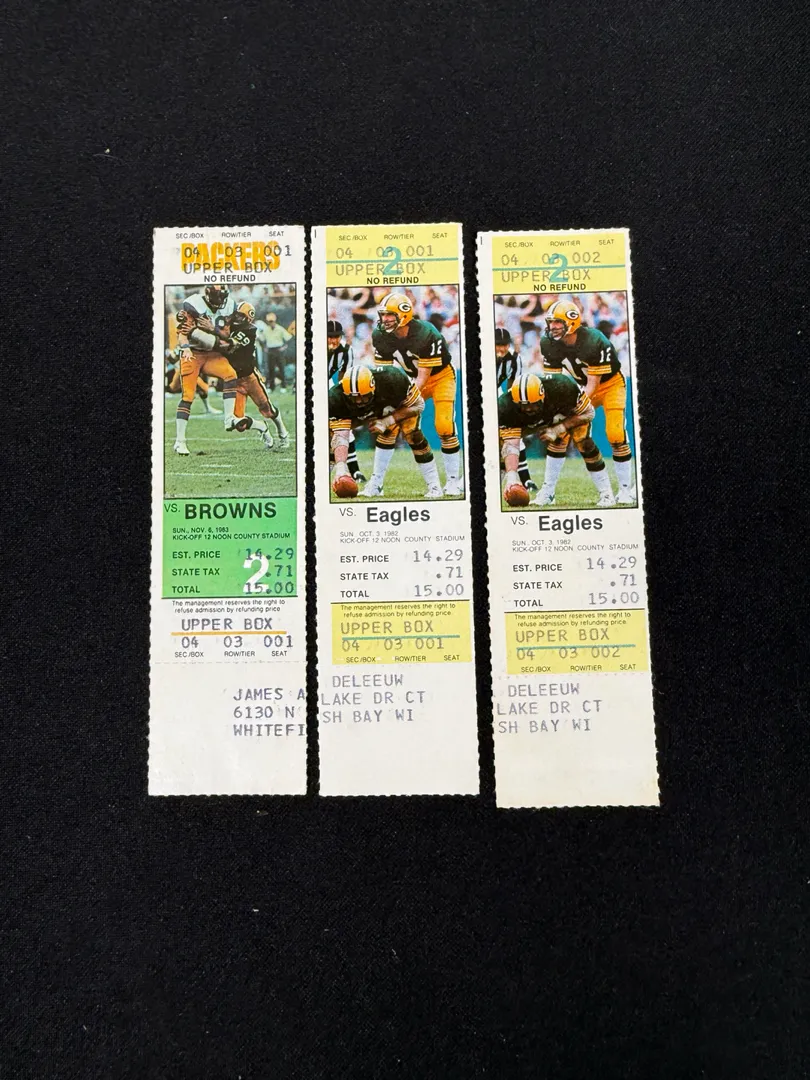 SEC/BOX ROW/TIER SEAT
PACKERS
04 03 001
UPPER BOX
NO REFUND
59
VS. BROWNS
SUN., NOV. 6, 1983
KICK-OFF 12 NOON COUNTY STADIUM
EST. PRICE 14.29
STATE TAX .71
2
TOTAL 15.00
The management reserves the right to
refuse admission by refunding price.
UPPER BOX
04 03 001
SEC/BOX ROW/TIER SEAT
JAMES A
6130 N
WHITEFI
SEC/BOX ROW/TIER SEAT
04 03 001
2
UPPER BOX
NO REFUND
G
12
VS. Eagles
SUN. OCT. 3, 1982
KICK-OFF 12 NOON COUNTY STADIUM
EST. PRICE 14.29
STATE TAX .71
TOTAL 15.00
The management reserves the right to
refuse admission by refunding price.
UPPER BOX
04 03 001
SEC/BOX ROW/TIER SEAT
DELEEUW
LAKE DR CT
SH BAY WI
SEC/BOX ROW/TIER SEAT
04 03 002
2
UPPER BOX
NO REFUND
G
12
VS. Eagles
SUN. OCT. 3, 1982
KICK-OFF 12 NOON COUNTY STADIUM
EST. PRICE 14.29
STATE TAX .71
TOTAL 15.00
The management reserves the right to
refuse admission by refunding price.
UPPER BOX
04 03 002
SEC/BOX ROW/TIER SEAT
DELEEUW
LAKE DR CT
SH BAY WI